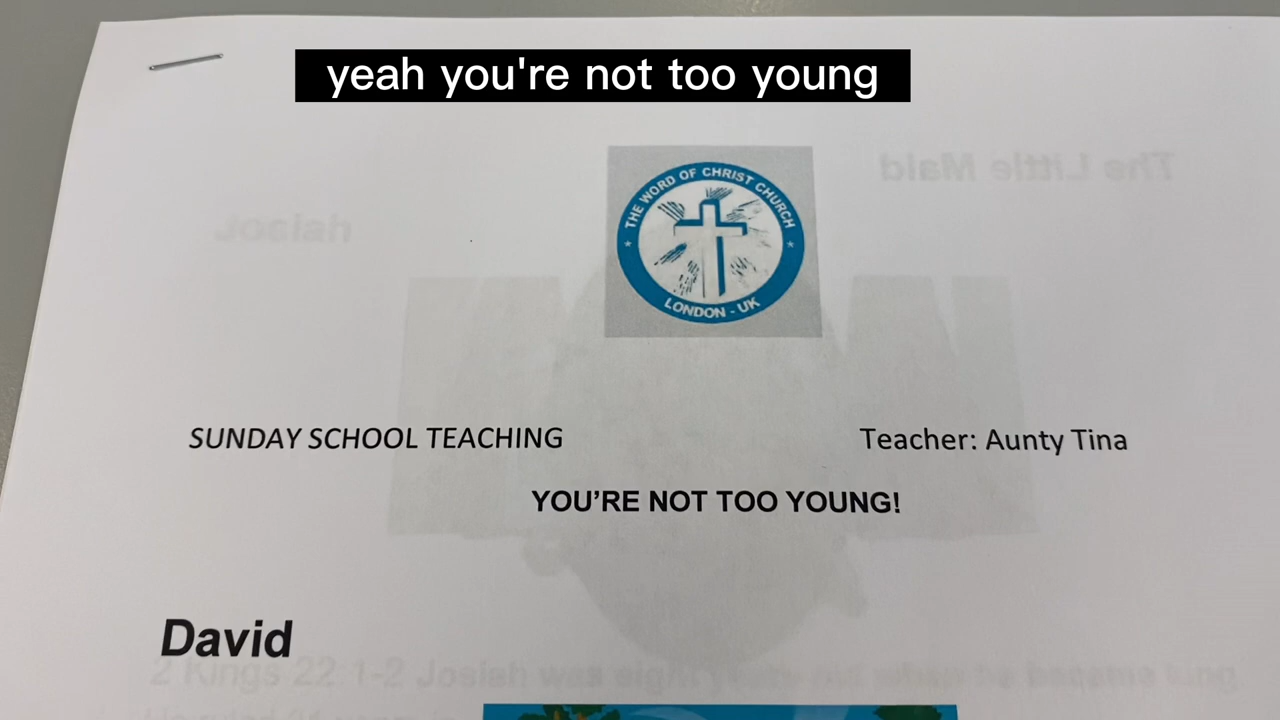 yeah you're not too young
The Little Maid
THE WORD OF CHRIST CHURCH
Josiah
LONDON - UK
SUNDAY SCHOOL TEACHING
Teacher: Aunty Tina
YOU'RE NOT TOO YOUNG!
David
2 Kings 22:1-2 Josiah was eight years old when he became king